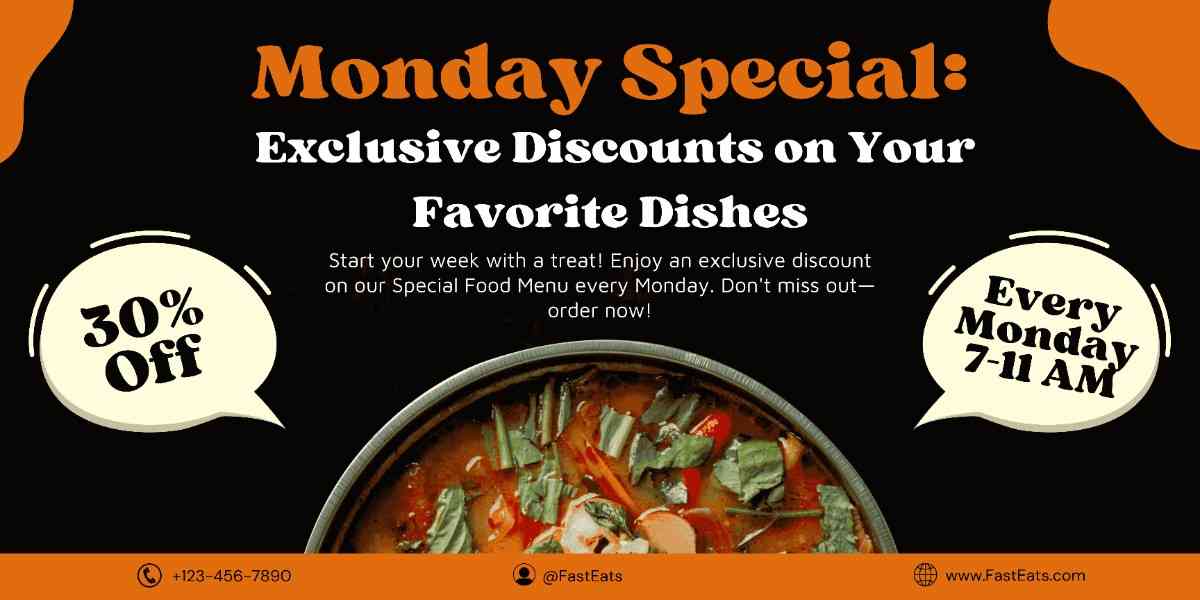 Monday Special:
Exclusive Discounts on Your
Favorite Dishes
Start your week with a treat! Enjoy an exclusive discount
on our Special Food Menu every Monday. Don't miss out—
order now!
30%
Off
Every
Monday
7-11 AM
+123-456-7890
@FastEats
www.FastEats.com